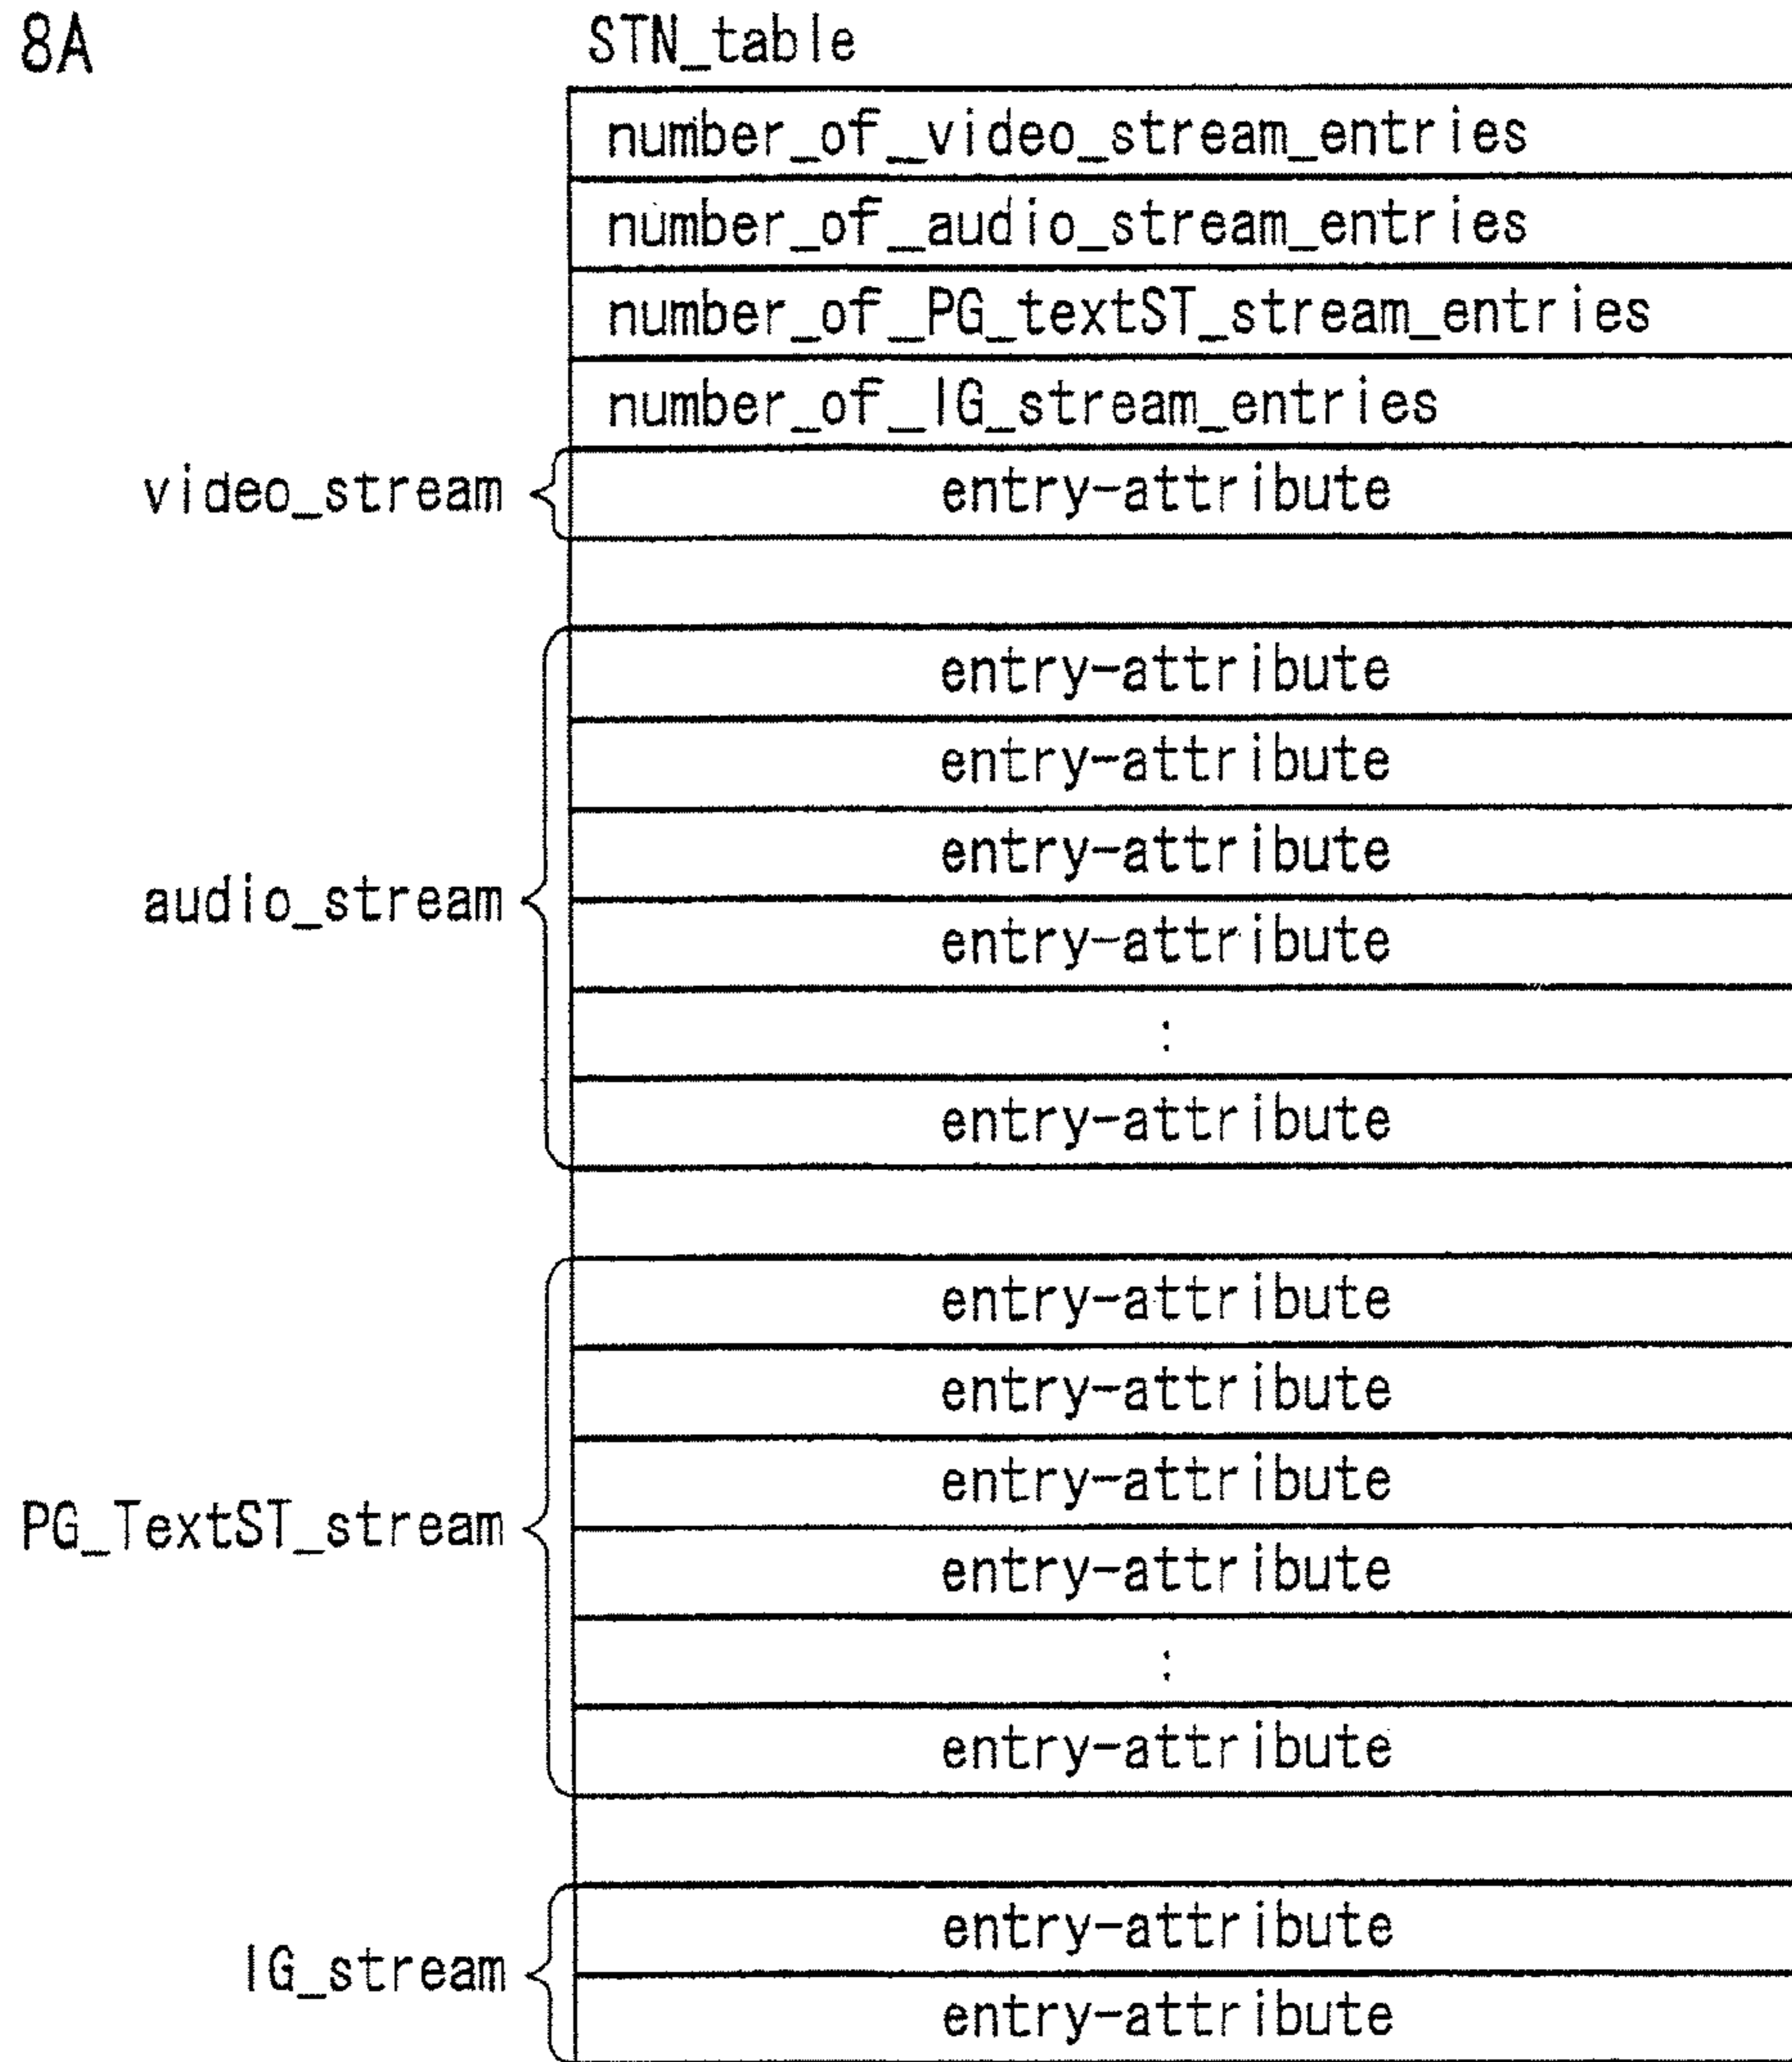 8A
STN_table
number_of_video_stream_entries
number_of_audio_stream_entries
number_of_PG_textST_stream_entries
number_of_IG_stream_entries
video_stream
entry-attribute
audio_stream
entry-attribute
entry-attribute
entry-attribute
entry-attribute
:
entry-attribute
PG_TextST_stream
entry-attribute
entry-attribute
entry-attribute
entry-attribute
:
entry-attribute
IG_stream
entry-attribute
entry-attribute